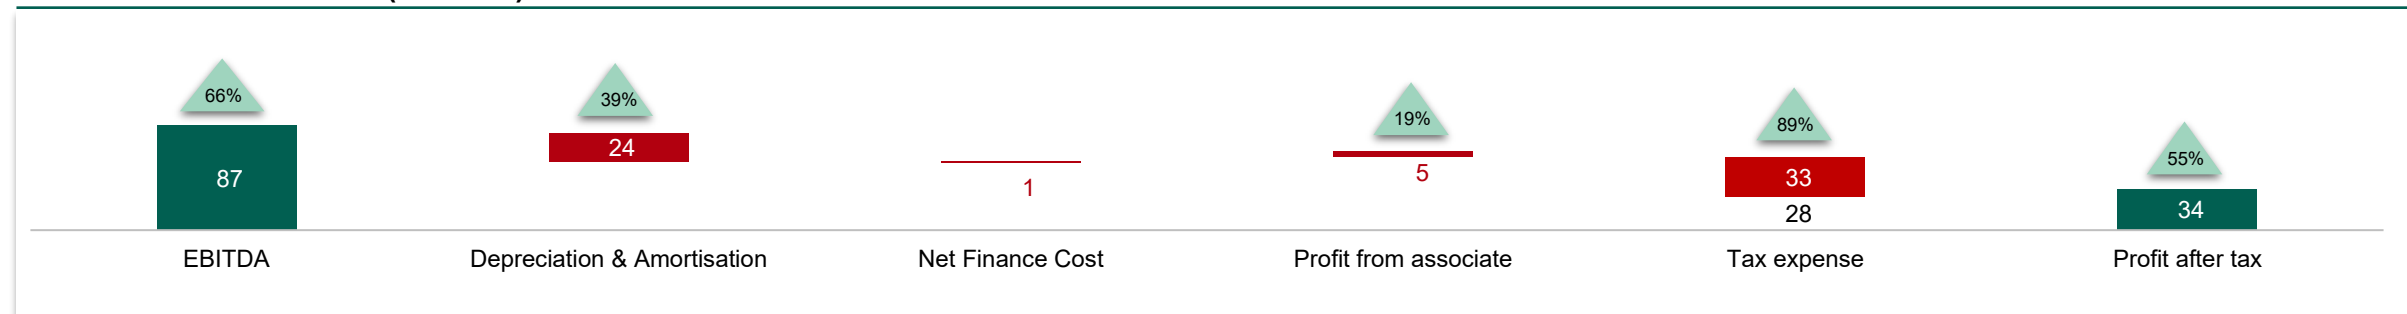 66%
39%
19%
89%
55%
87
24
1
5
33
28
34
EBITDA
Depreciation & Amortisation
Net Finance Cost
Profit from associate
Tax expense
Profit after tax